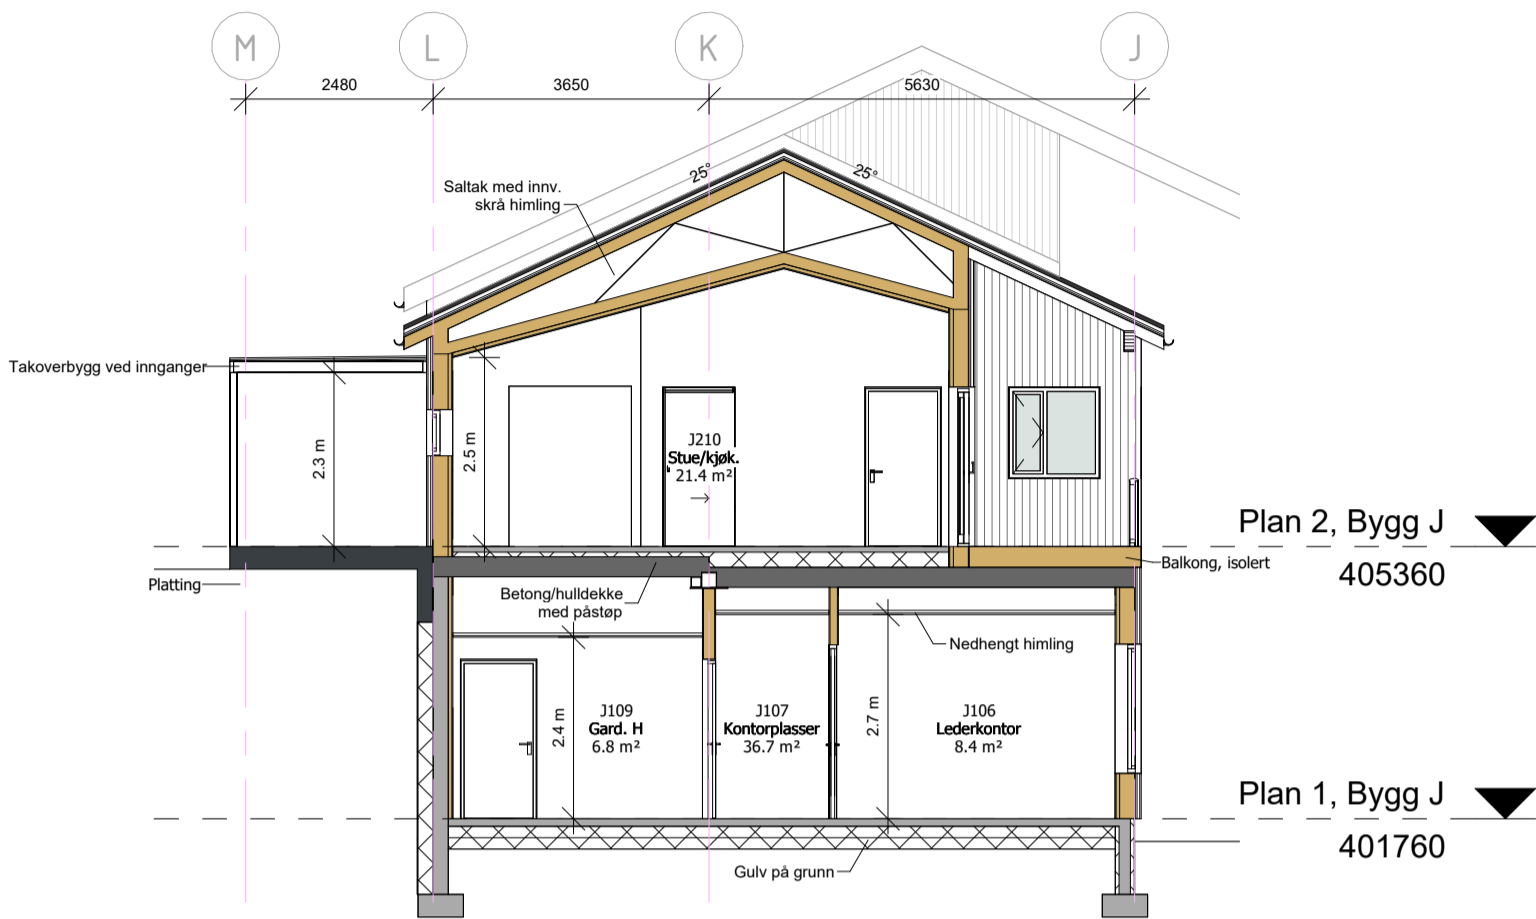 M
L
K
J
2480
3650
5630
25°
25°
Saltak med innv.
skrå himling
Takoverbygg ved innganger
2.3 m
2.5 m
J210
Stue/kjøk.
21.4 m²
Plan 2, Bygg J
405360
Balkong, isolert
Platting
Betong/hulldekke
med påstøp
Nedhengt himling
J109
Gard. H
6.8 m²
2.4 m
J107
Kontorplasser
36.7 m²
2.7 m
J106
Lederkontor
8.4 m²
Plan 1, Bygg J
401760
Gulv på grunn